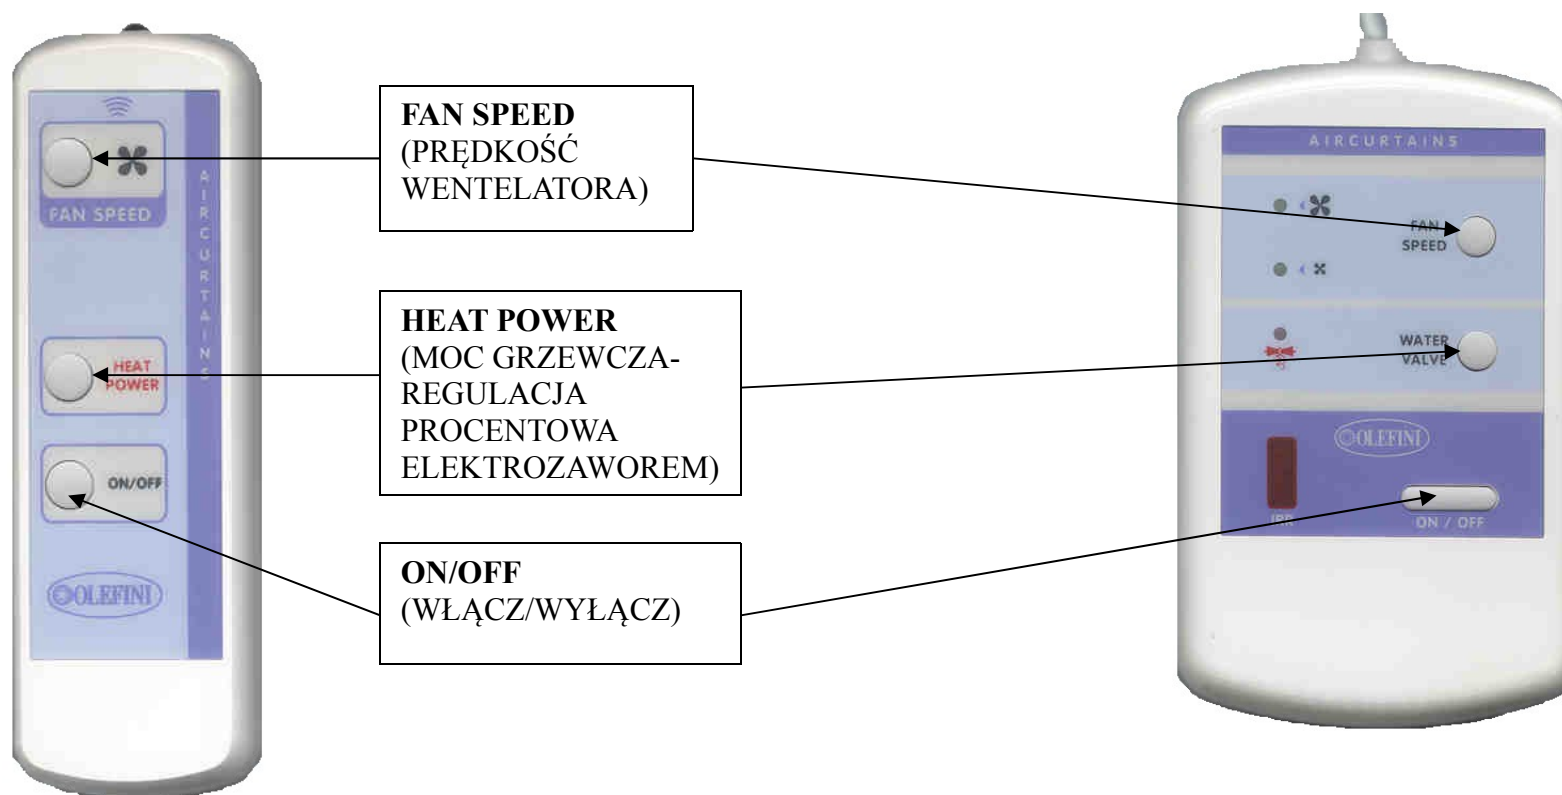 FAN SPEED
HEAT
POWER
ON/OFF
OLEFINI
AIRCURTAINS
FAN SPEED
(PRĘDKOŚĆ
WENTELATORA)
HEAT POWER
(MOC GRZEWCZA-
REGULACJA
PROCENTOWA
ELEKTROZAWOREM)
ON/OFF
(WŁĄCZ/WYŁĄCZ)
AIRCURTAINS
FAN
SPEED
WATER
VALVE
OLEFINI
IRR
ON / OFF